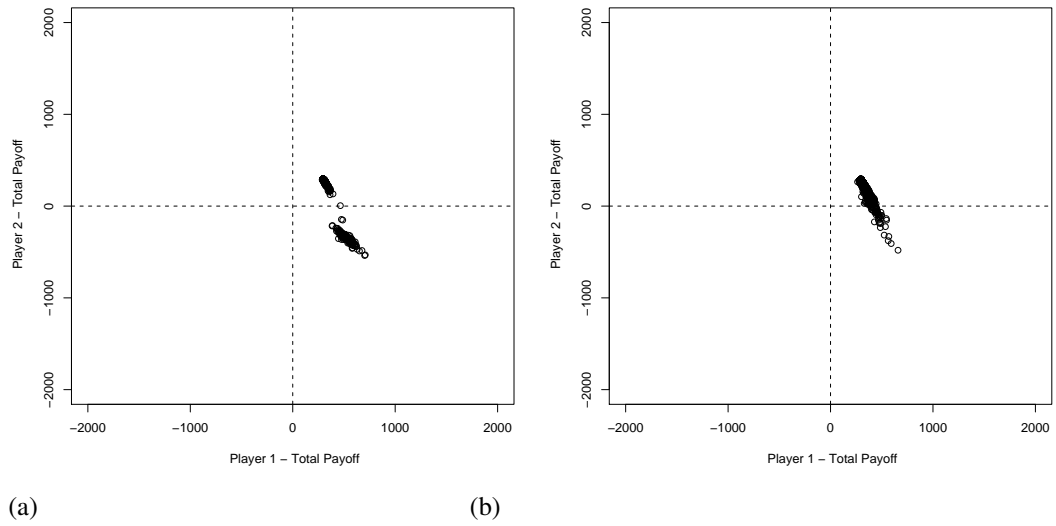 2000
1000
0
−1000
−2000
Player 2 − Total Payoff
−2000 −1000 0 1000 2000
Player 1 − Total Payoff
(a)
2000
1000
0
−1000
−2000
Player 2 − Total Payoff
−2000 −1000 0 1000 2000
Player 1 − Total Payoff
(b)